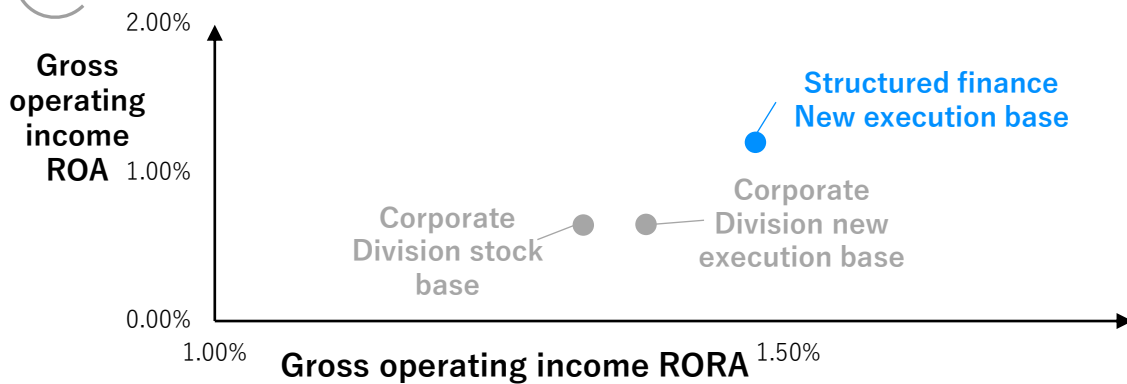 2.00%
Gross
operating
income
ROA
1.00%
0.00%
Structured finance
New execution base
Corporate
Division stock
base
Corporate
Division new
execution base
1.00%
Gross operating income RORA
1.50%